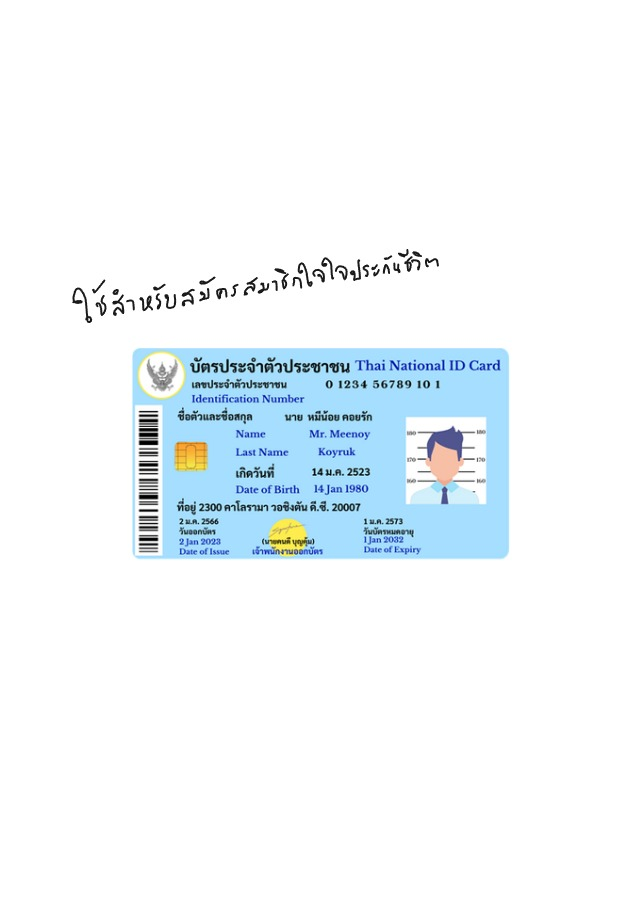 ใช้สำหรับสมัครสมาชิกใจใจประกันชีวิต
บัตรประจำตัวประชาชน Thai National ID Card
เลขประจำตัวประชาชน 0 1234 56789 10 1
Identification Number
ชื่อตัวและชื่อสกุล นาย หมีน้อย คอยรัก
Name Mr. Meenoy
Last Name Koyruk
เกิดวันที่ 14 ม.ค. 2523
Date of Birth 14 Jan 1980
ที่อยู่ 2300 คาโลรามา วอชิงตัน ดี.ซี. 20007
2 ม.ค. 2566
วันออกบัตร
2 Jan 2023
Date of Issue
(นายคนดี บุญคุ้ม)
เจ้าพนักงานออกบัตร
1 ม.ค. 2573
วันบัตรหมดอายุ
1 Jan 2032
Date of Expiry
180 180
170 170
160 160